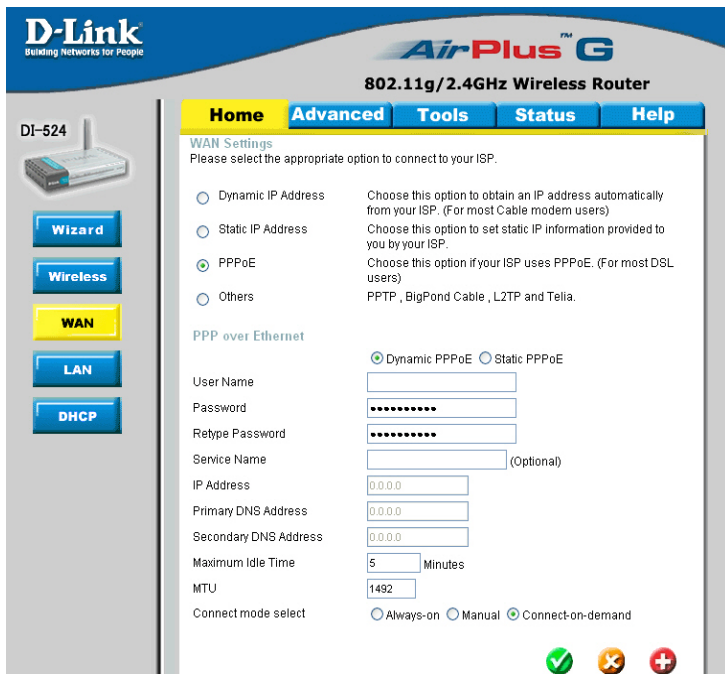 D-Link
Building Networks for People
AirPlus G
TM
802.11g/2.4GHz Wireless Router
DI-524
Home
Advanced
Tools
Status
Help
Wizard
Wireless
WAN
LAN
DHCP
WAN Settings
Please select the appropriate option to connect to your ISP.
Dynamic IP Address
Choose this option to obtain an IP address automatically
from your ISP. (For most Cable modem users)
Static IP Address
Choose this option to set static IP information provided to
you by your ISP.
PPPoE
Choose this option if your ISP uses PPPoE. (For most DSL
users)
Others
PPTP , BigPond Cable , L2TP and Telia.
PPP over Ethernet
Dynamic PPPoE Static PPPoE
User Name
Password ••••••••••
Retype Password ••••••••••
Service Name (Optional)
IP Address 0.0.0.0
Primary DNS Address 0.0.0.0
Secondary DNS Address 0.0.0.0
Maximum Idle Time 5 Minutes
MTU 1492
Connect mode select Always-on Manual Connect-on-demand